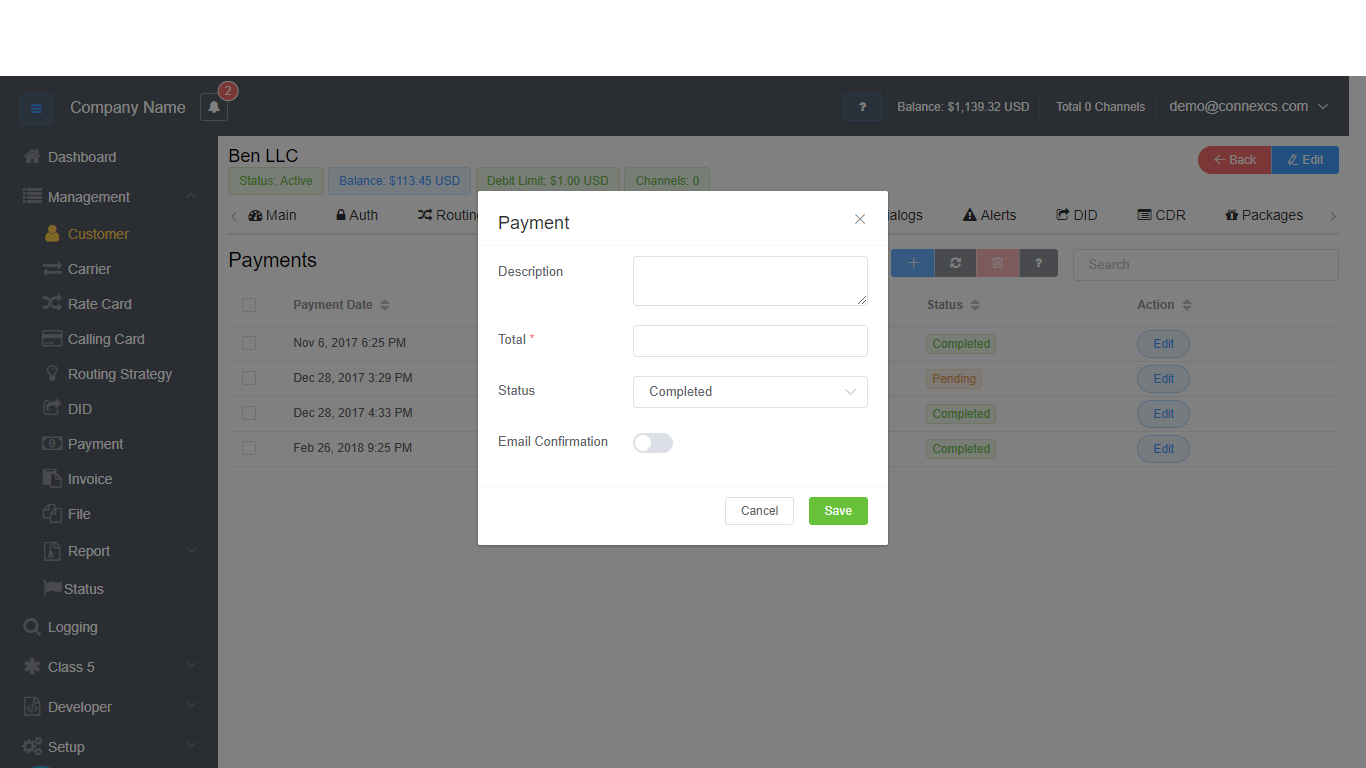 Company Name
2
?
Balance: $1,139.32 USD
Total 0 Channels
demo@connexcs.com
Dashboard
Management
Customer
Carrier
Rate Card
Calling Card
Routing Strategy
DID
Payment
Invoice
File
Report
Status
Logging
Class 5
Developer
Setup
Ben LLC
Back
Edit
Status: Active
Balance: $113.45 USD
Debit Limit: $1.00 USD
Channels: 0
Main
Auth
Routing
Alerts
DID
CDR
Packages
Payments
?
Search
Payment Date
Status
Action
Nov 6, 2017 6:25 PM
Completed
Edit
Dec 28, 2017 3:29 PM
Pending
Edit
Dec 28, 2017 4:33 PM
Completed
Edit
Feb 26, 2018 9:25 PM
Completed
Edit
Payment
Description
Total *
Status
Completed
Email Confirmation
Cancel
Save